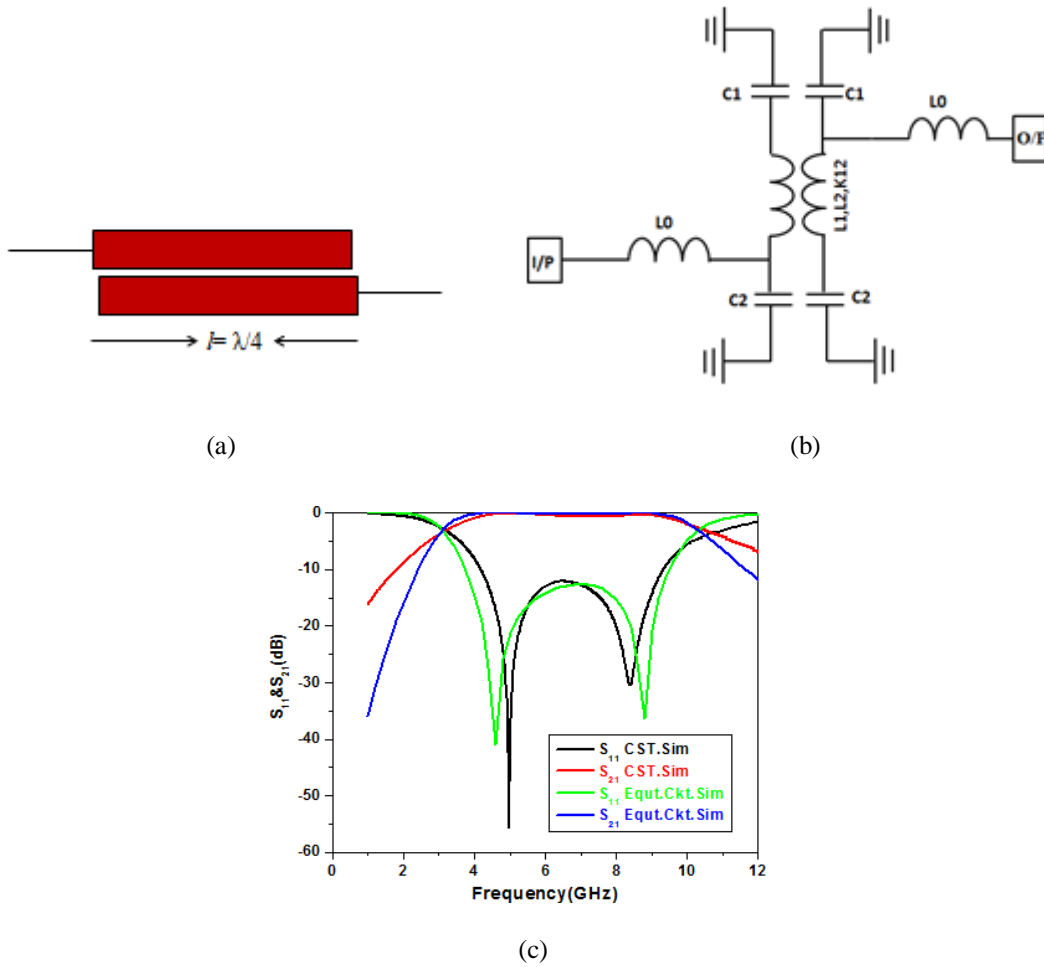 l= λ/4
(a)
C1
C1
L0
O/P
L1,L2,K12
L0
I/P
C2
C2
(b)
0
-10
-20
-30
-40
-50
-60
S11&S21(dB)
S11 CST.Sim
S21 CST.Sim
S11 Equt.Ckt.Sim
S21 Equt.Ckt.Sim
0 2 4 6 8 10 12
Frequency(GHz)
(c)